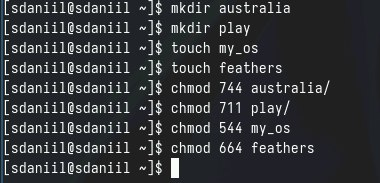 [sdaniil@sdaniil ~]$ mkdir australia
[sdaniil@sdaniil ~]$ mkdir play
[sdaniil@sdaniil ~]$ touch my_os
[sdaniil@sdaniil ~]$ touch feathers
[sdaniil@sdaniil ~]$ chmod 744 australia/
[sdaniil@sdaniil ~]$ chmod 711 play/
[sdaniil@sdaniil ~]$ chmod 544 my_os
[sdaniil@sdaniil ~]$ chmod 664 feathers
[sdaniil@sdaniil ~]$